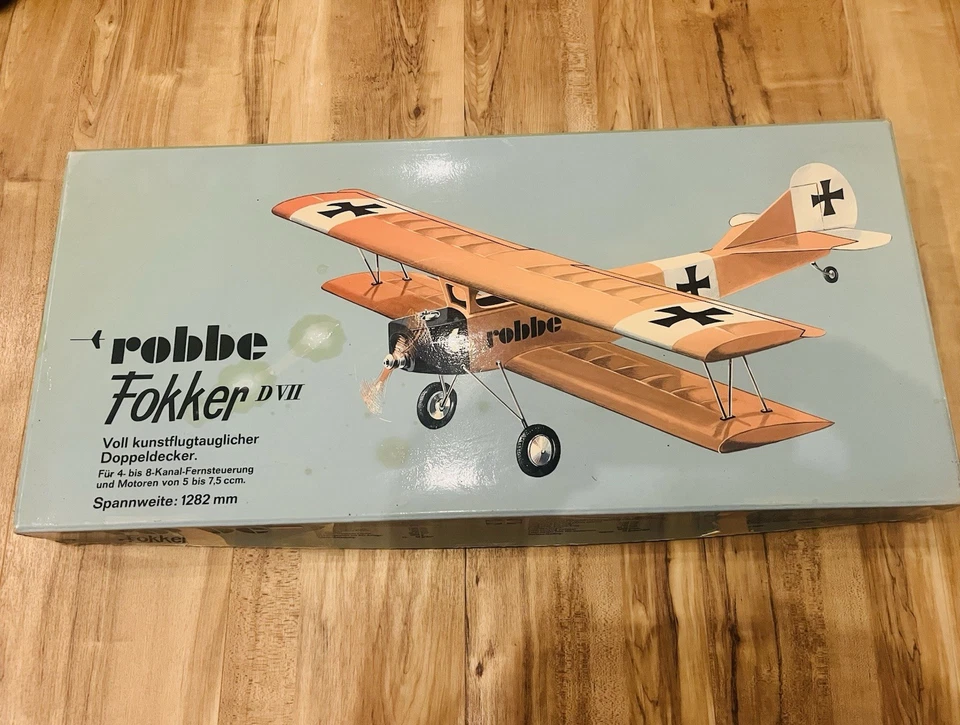 robbe
Fokker D VII
Voll kunstflugtauglicher
Doppeldecker.
Für 4- bis 8-Kanal-Fernsteuerung
und Motoren von 5 bis 7,5 ccm.
Spannweite: 1282 mm
robbe
Fokker